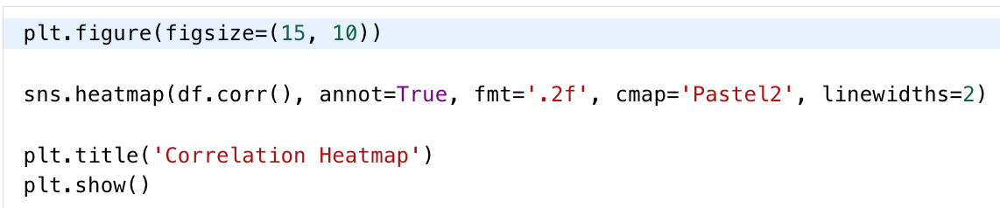 plt.figure(figsize=(15, 10))
sns.heatmap(df.corr(), annot=True, fmt='.2f', cmap='Pastel2', linewidths=2)
plt.title('Correlation Heatmap')
plt.show()